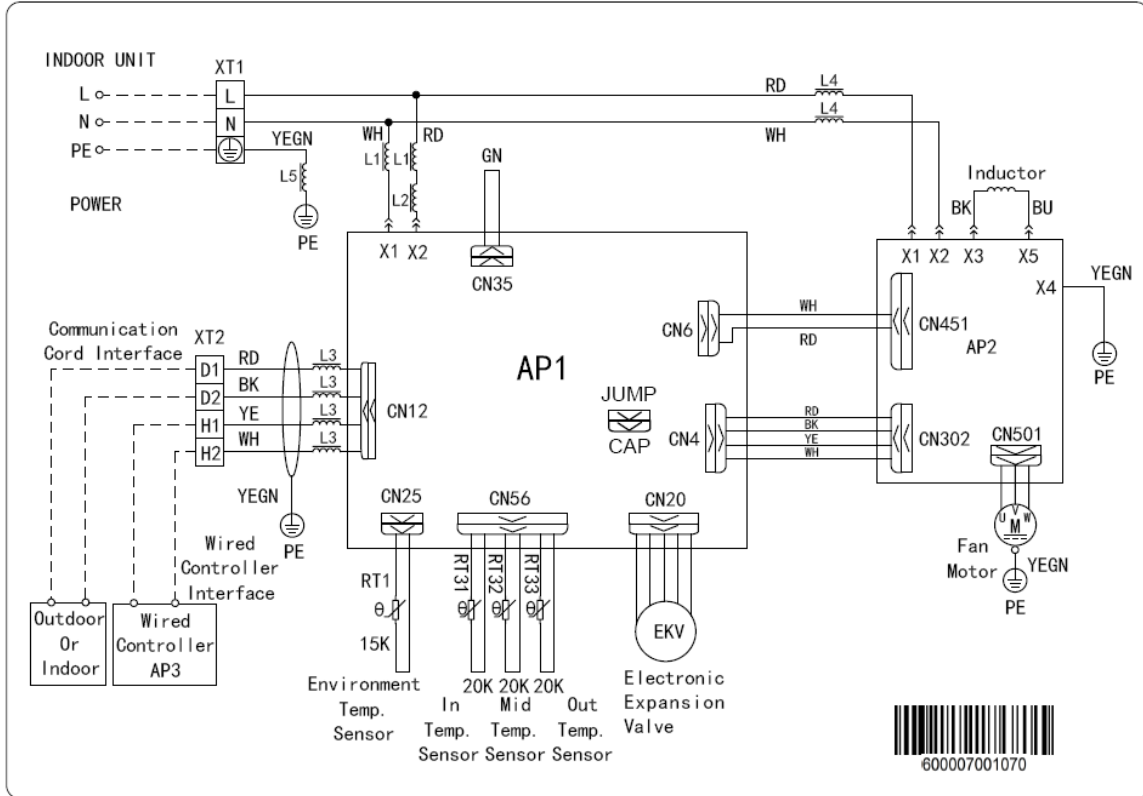 INDOOR UNIT
XT1
L
L
N
N
PE
YEGN
L5
PE
POWER
WH
RD
L1
L1
L2
RD
L4
L4
WH
GN
Inductor
BK
BU
X1
X2
CN35
X1
X2
X3
X5
X4
YEGN
PE
CN6
WH
RD
CN451
AP2
Communication
Cord Interface
XT2
D1
D2
H1
H2
RD
BK
YE
WH
L3
L3
L3
L3
CN12
AP1
JUMP
CAP
CN4
RD
BK
YE
WH
CN302
CN501
U
V
W
M
Fan
Motor
YEGN
PE
YEGN
PE
Wired
Controller
Interface
CN25
CN56
CN20
RT1
θ
15K
RT31
θ
RT32
θ
RT33
θ
20K
20K
20K
EKV
Outdoor
Or
Indoor
Wired
Controller
AP3
Environment
Temp.
Sensor
In
Temp.
Sensor
Mid
Temp.
Sensor
Out
Temp.
Sensor
Electronic
Expansion
Valve
600007001070